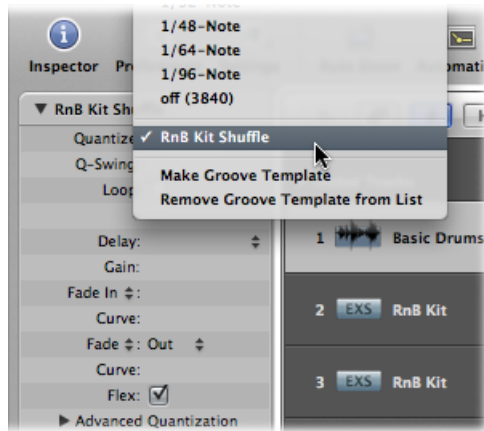 1/48-Note
1/64-Note
1/96-Note
off (3840)
✓ RnB Kit Shuffle
Make Groove Template
Remove Groove Template from List
Inspector
▼ RnB Kit Sh
Quantize
Q-Swing
Loop
Delay:
Gain:
Fade In:
Curve:
Fade: Out
Curve:
Flex:
▶ Advanced Quantization
1 Basic Drums
2 EXS RnB Kit
3 EXS RnB Kit